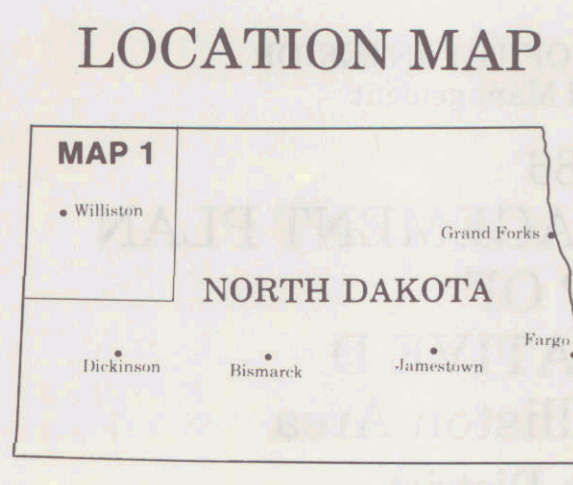 LOCATION MAP
MAP 1
Williston
Grand Forks
NORTH DAKOTA
Fargo
Dickinson
Bismarck
Jamestown